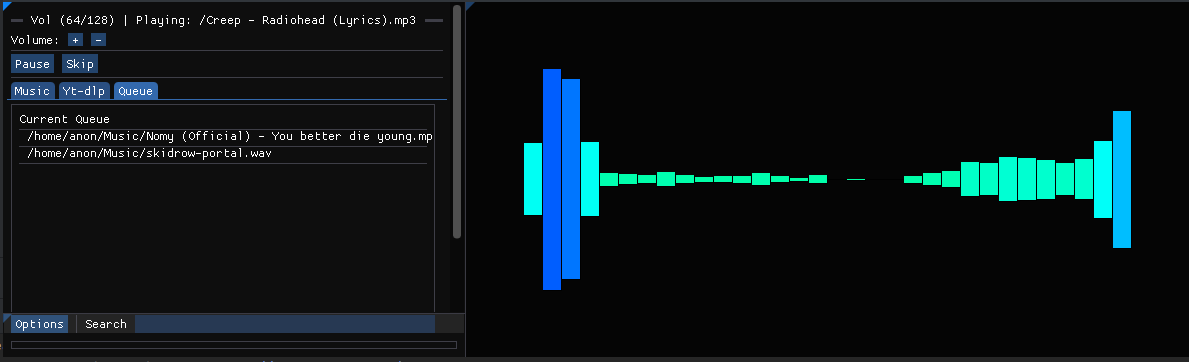 Vol (64/128) | Playing: /Creep - Radiohead (Lyrics).mp3
Volume: + -
Pause Skip
Music Yt-dlp Queue
Current Queue
/home/anon/Music/Nomy (Official) - You better die young.mp
/home/anon/Music/skidrow-portal.wav
Options Search